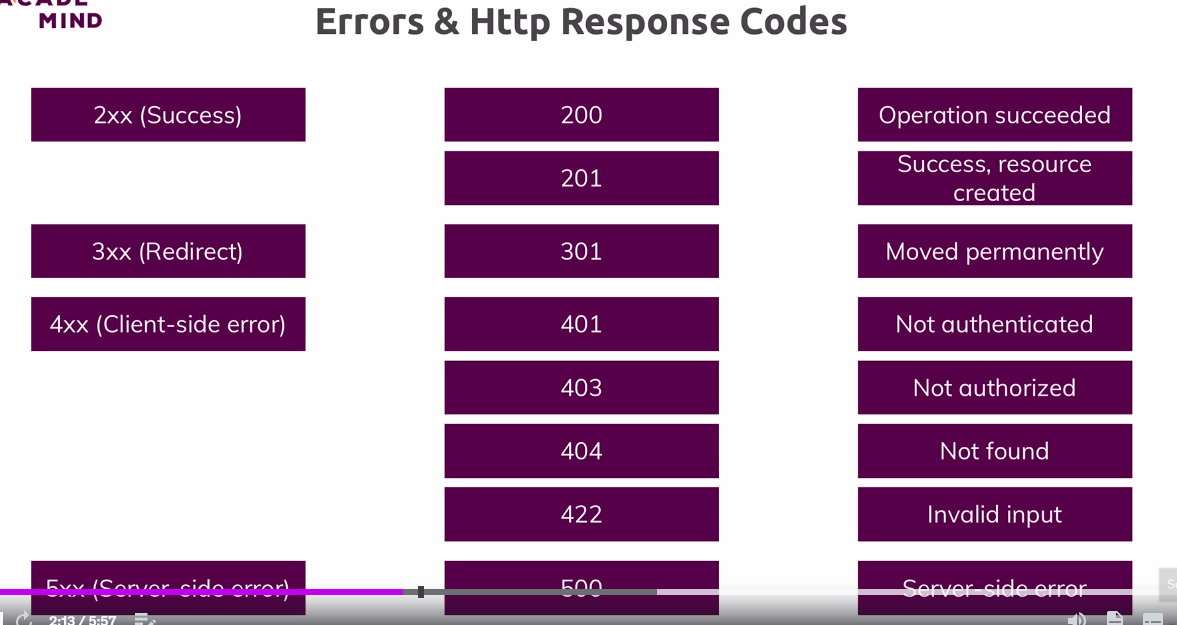 ACADE
MIND
Errors & Http Response Codes
2xx (Success)
200
Operation succeeded
201
Success, resource
created
3xx (Redirect)
301
Moved permanently
4xx (Client-side error)
401
Not authenticated
403
Not authorized
404
Not found
422
Invalid input
5xx (Server-side error)
500
Server-side error
2:13 / 5:57